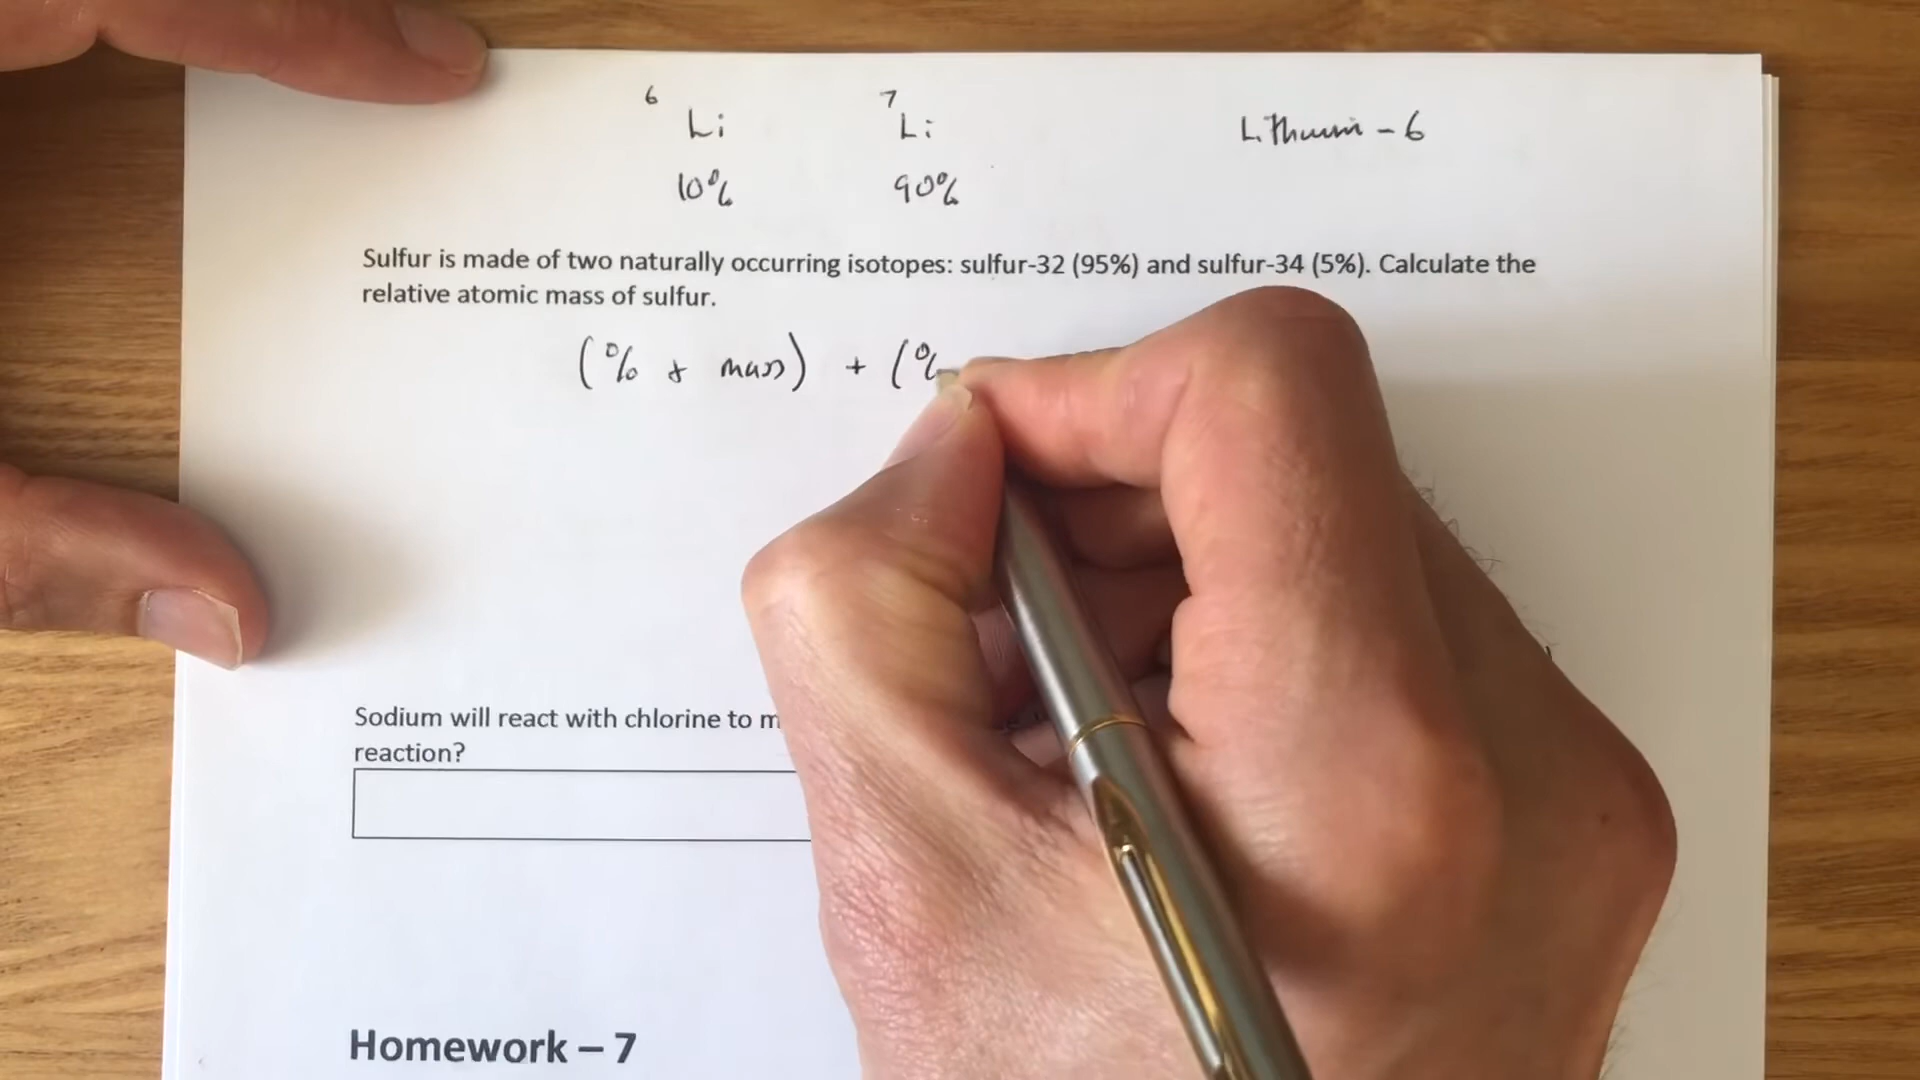 6 Li 7 Li Lithium - 6
10% 90%
Sulfur is made of two naturally occurring isotopes: sulfur-32 (95%) and sulfur-34 (5%). Calculate the
relative atomic mass of sulfur.
(% x mass) + (%
Sodium will react with chlorine to m
reaction?
Homework – 7